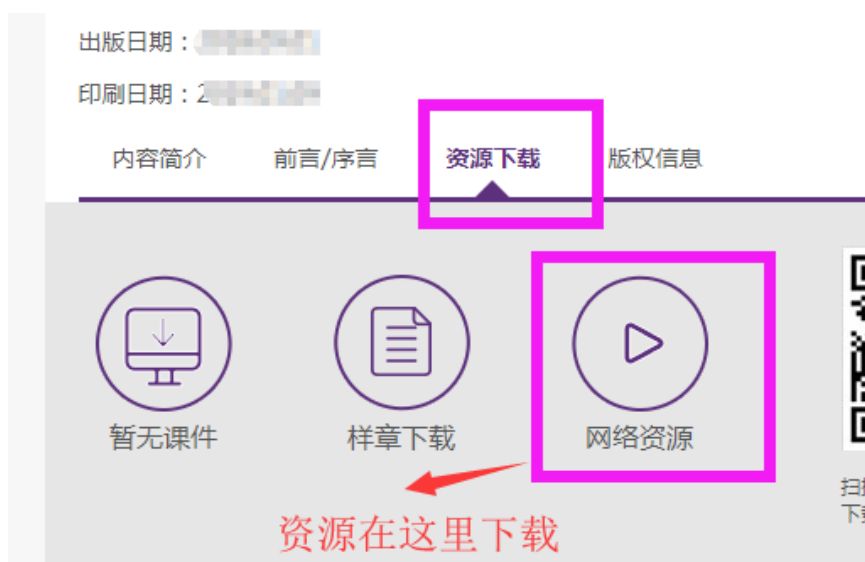 出版日期：
印刷日期：2
内容简介 前言/序言 资源下载 版权信息
暂无课件 样章下载 网络资源
扫
下
资源在这里下载